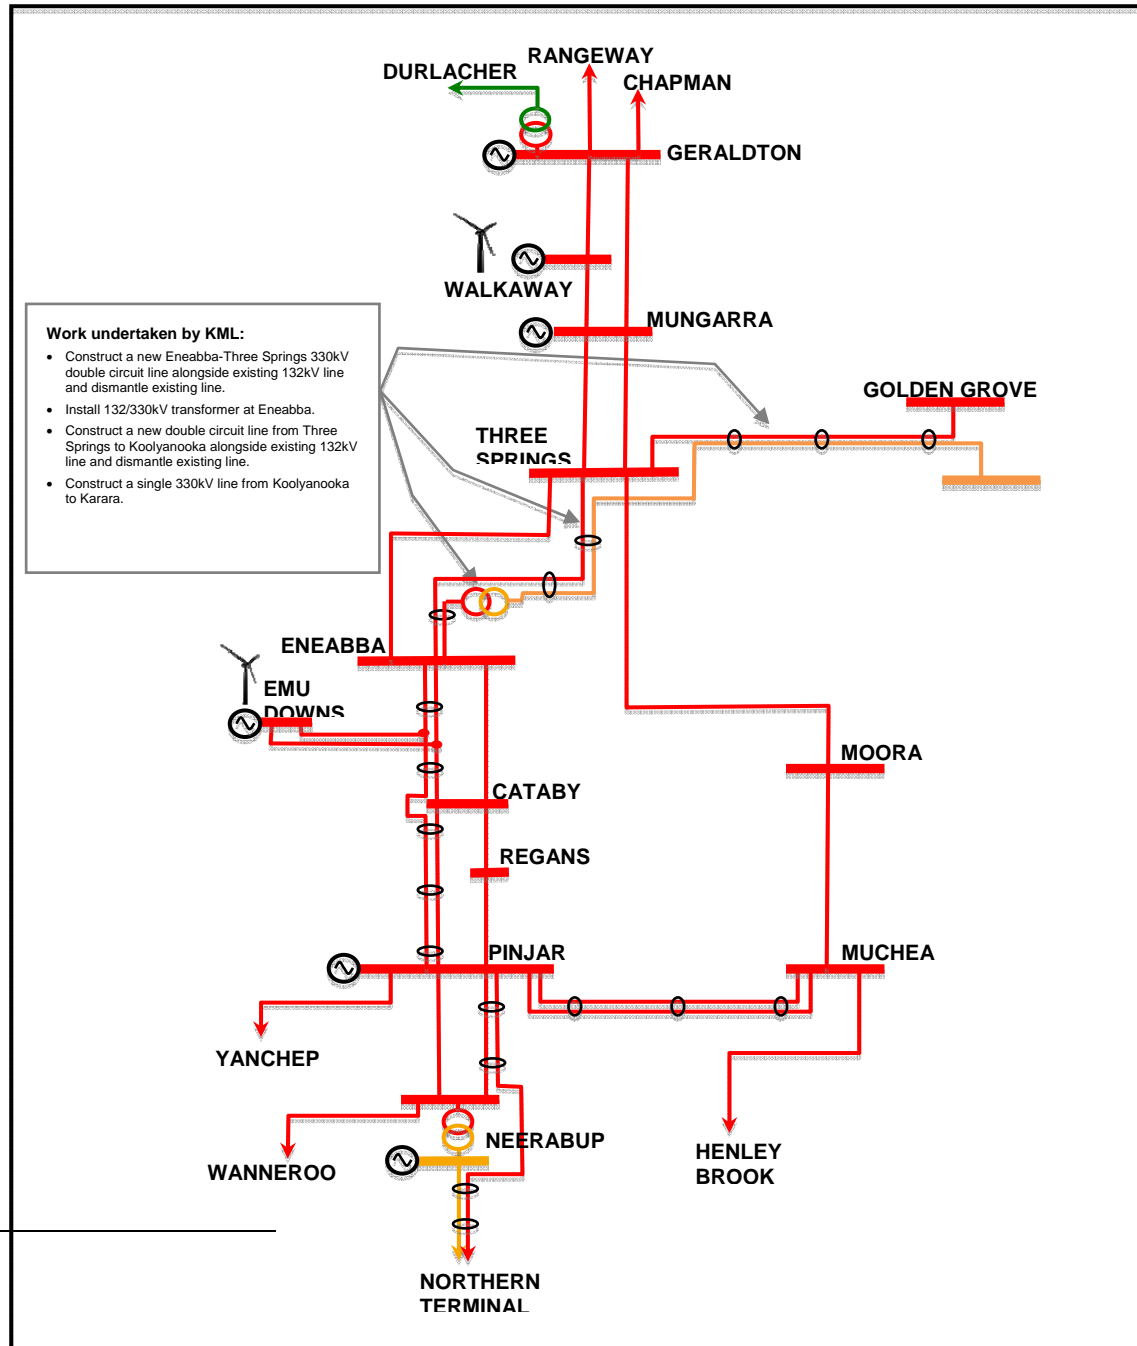 RANGEWAY
DURLACHER
CHAPMAN
GERALDTON
WALKAWAY
MUNGARRA
Work undertaken by KML:
• Construct a new Eneabba-Three Springs 330kV
double circuit line alongside existing 132kV line
and dismantle existing line.
• Install 132/330kV transformer at Eneabba.
• Construct a new double circuit line from Three
Springs to Koolyanooka alongside existing 132kV
line and dismantle existing line.
• Construct a single 330kV line from Koolyanooka
to Karara.
GOLDEN GROVE
THREE
SPRINGS
ENEABBA
EMU
DOWNS
MOORA
CATABY
REGANS
PINJAR
MUCHEA
YANCHEP
NEERABUP
WANNEROO
HENLEY
BROOK
NORTHERN
TERMINAL